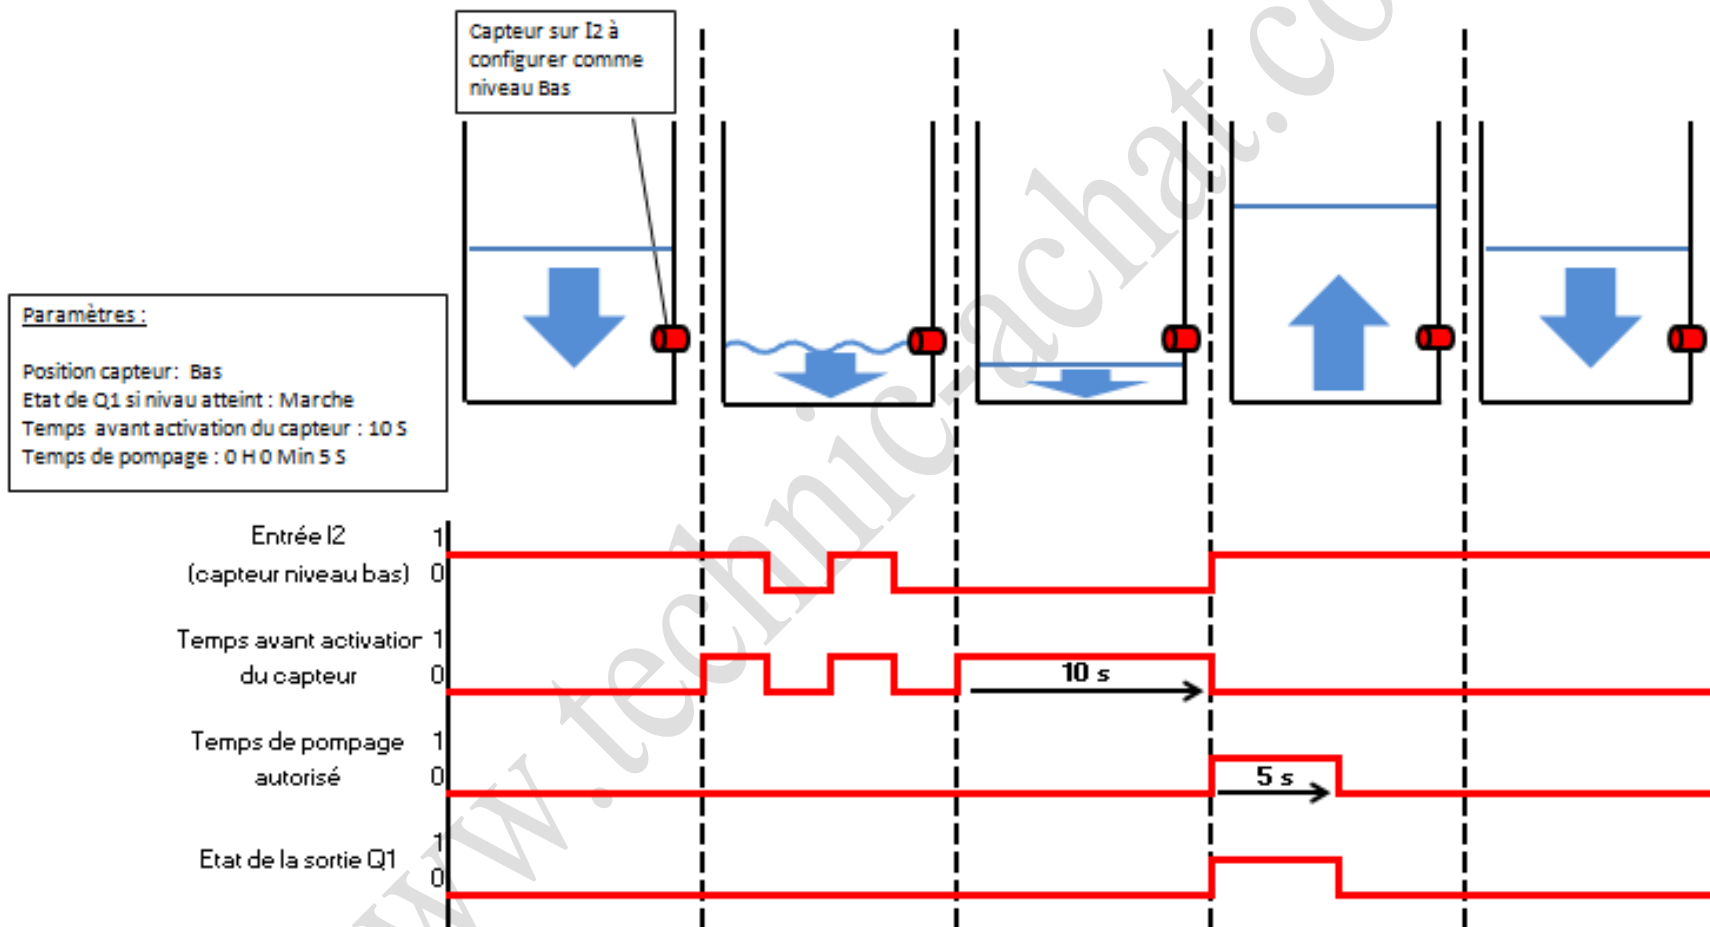 Capteur sur I2 à
configurer comme
niveau Bas
Paramètres :
Position capteur: Bas
Etat de Q1 si nivau atteint : Marche
Temps avant activation du capteur : 10 S
Temps de pompage : 0 H 0 Min 5 S
Entrée I2
(capteur niveau bas)
1
0
Temps avant activation
du capteur
1
0
10 s
Temps de pompage
autorisé
1
0
5 s
Etat de la sortie Q1
1
0
www.technic-achat.co